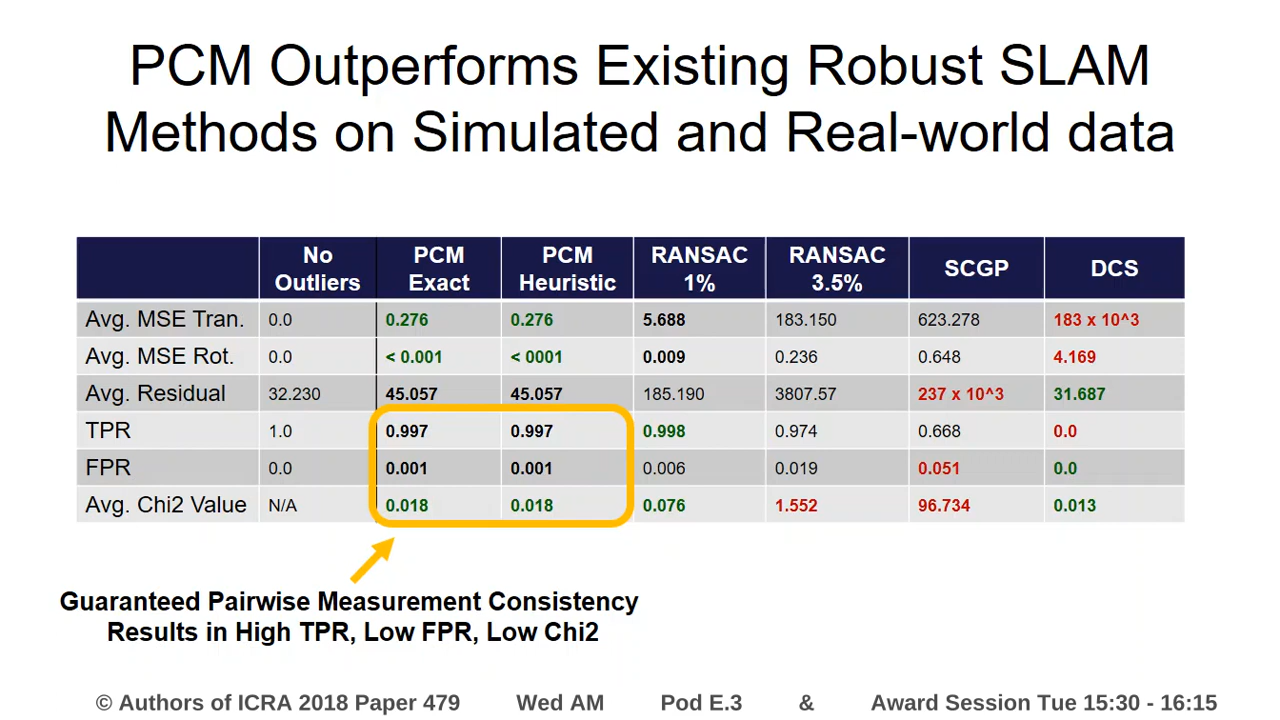 PCM Outperforms Existing Robust SLAM
Methods on Simulated and Real-world data
No Outliers PCM Exact PCM Heuristic RANSAC 1% RANSAC 3.5% SCGP DCS
Avg. MSE Tran. 0.0 0.276 0.276 5.688 183.150 623.278 183 x 10^3
Avg. MSE Rot. 0.0 < 0.001 < 0001 0.009 0.236 0.648 4.169
Avg. Residual 32.230 45.057 45.057 185.190 3807.57 237 x 10^3 31.687
TPR 1.0 0.997 0.997 0.998 0.974 0.668 0.0
FPR 0.0 0.001 0.001 0.006 0.019 0.051 0.0
Avg. Chi2 Value N/A 0.018 0.018 0.076 1.552 96.734 0.013
Guaranteed Pairwise Measurement Consistency
Results in High TPR, Low FPR, Low Chi2
© Authors of ICRA 2018 Paper 479 Wed AM Pod E.3 & Award Session Tue 15:30 - 16:15